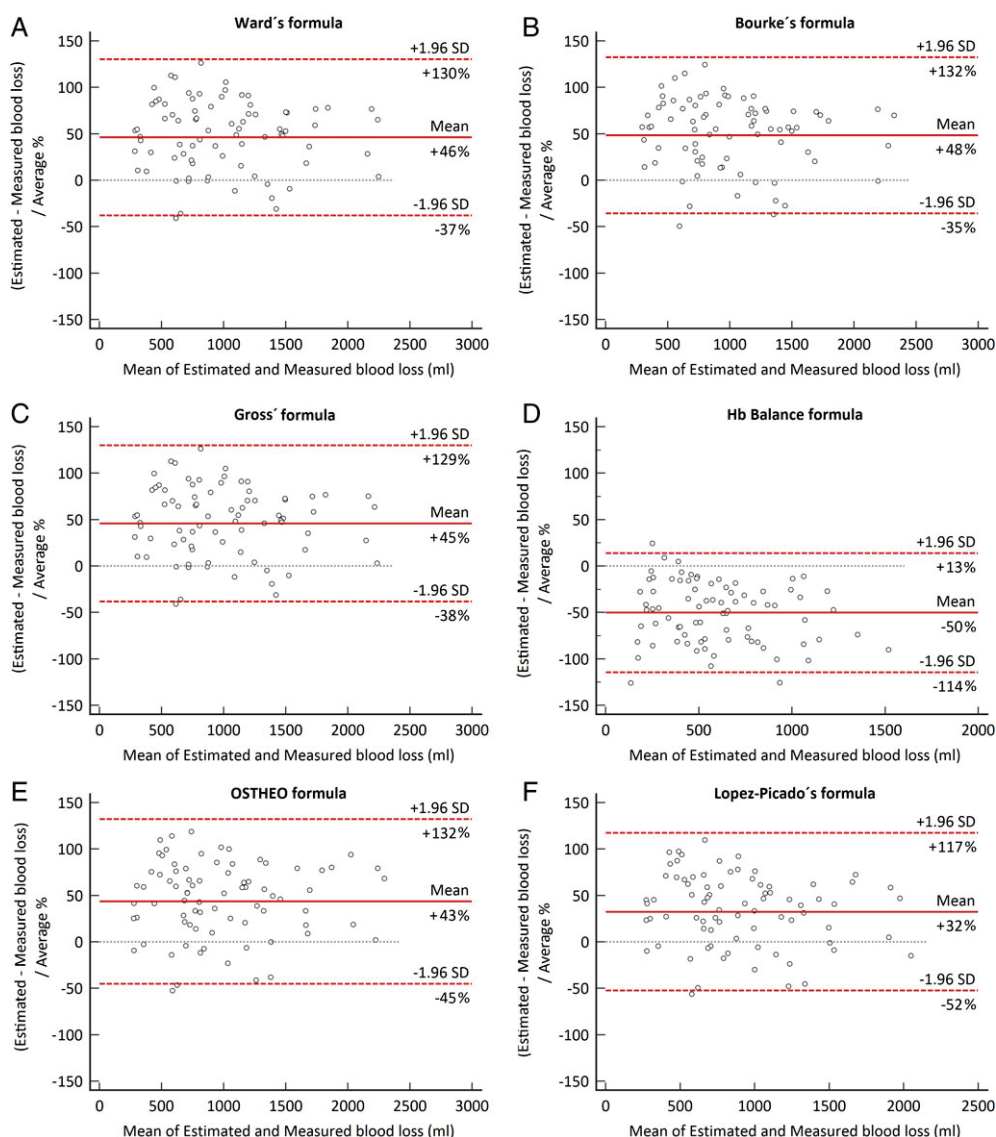 A
Ward´s formula
(Estimated - Measured blood loss)
/ Average %
150
100
50
0
-50
-100
-150
+1.96 SD
+130%
Mean
+46%
-1.96 SD
-37%
0 500 1000 1500 2000 2500 3000
Mean of Estimated and Measured blood loss (ml)
B
Bourke´s formula
(Estimated - Measured blood loss)
/ Average %
150
100
50
0
-50
-100
-150
+1.96 SD
+132%
Mean
+48%
-1.96 SD
-35%
0 500 1000 1500 2000 2500 3000
Mean of Estimated and Measured blood loss (ml)
C
Gross´ formula
(Estimated - Measured blood loss)
/ Average %
150
100
50
0
-50
-100
-150
+1.96 SD
+129%
Mean
+45%
-1.96 SD
-38%
0 500 1000 1500 2000 2500 3000
Mean of Estimated and Measured blood loss (ml)
D
Hb Balance formula
(Estimated - Measured blood loss)
/ Average %
150
100
50
0
-50
-100
-150
+1.96 SD
+13%
Mean
-50%
-1.96 SD
-114%
0 500 1000 1500 2000
Mean of Estimated and Measured blood loss (ml)
E
OSTHEO formula
(Estimated - Measured blood loss)
/ Average %
150
100
50
0
-50
-100
-150
+1.96 SD
+132%
Mean
+43%
-1.96 SD
-45%
0 500 1000 1500 2000 2500 3000
Mean of Estimated and Measured blood loss (ml)
F
Lopez-Picado´s formula
(Estimated - Measured blood loss)
/ Average %
150
100
50
0
-50
-100
-150
+1.96 SD
+117%
Mean
+32%
-1.96 SD
-52%
0 500 1000 1500 2000 2500
Mean of Estimated and Measured blood loss (ml)